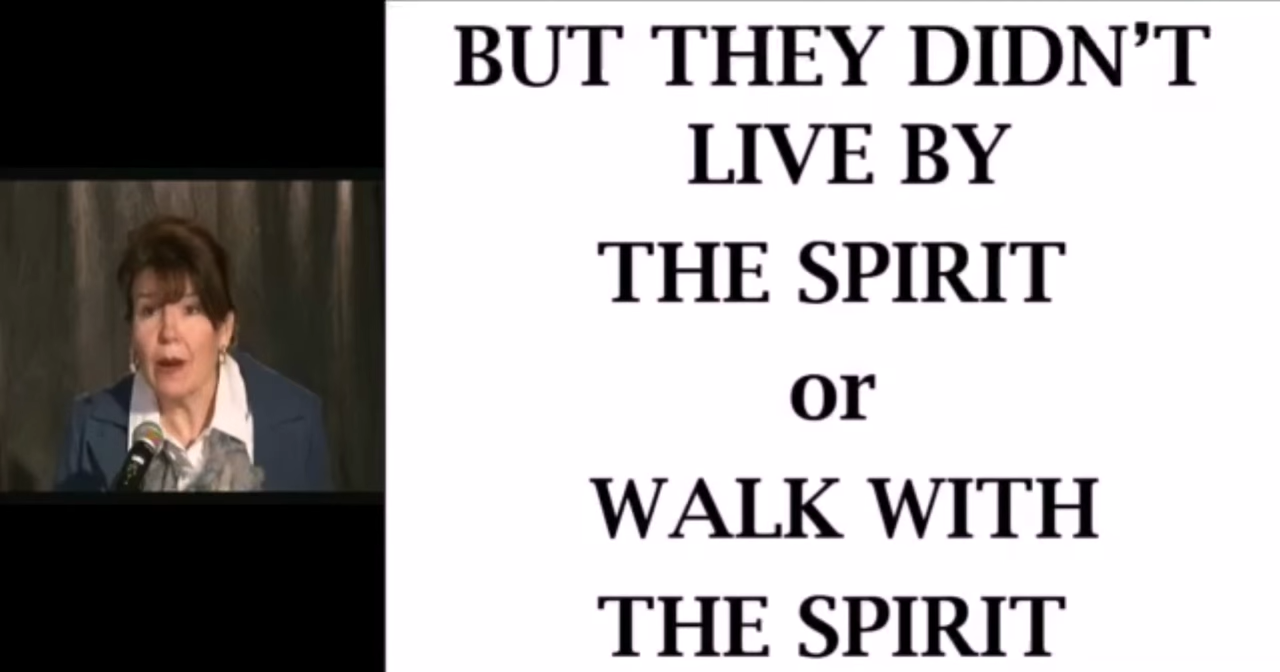 BUT THEY DIDN’T
LIVE BY
THE SPIRIT
or
WALK WITH
THE SPIRIT